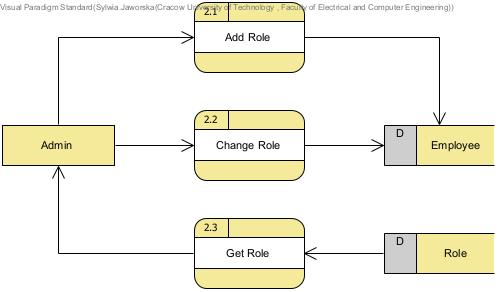 Visual Paradigm Standard(Sylwia Jaworska(Cracow University of Technology , Faculty of Electrical and Computer Engineering))
2.1
Add Role
2.2
D
Admin
Change Role
Employee
2.3
D
Get Role
Role